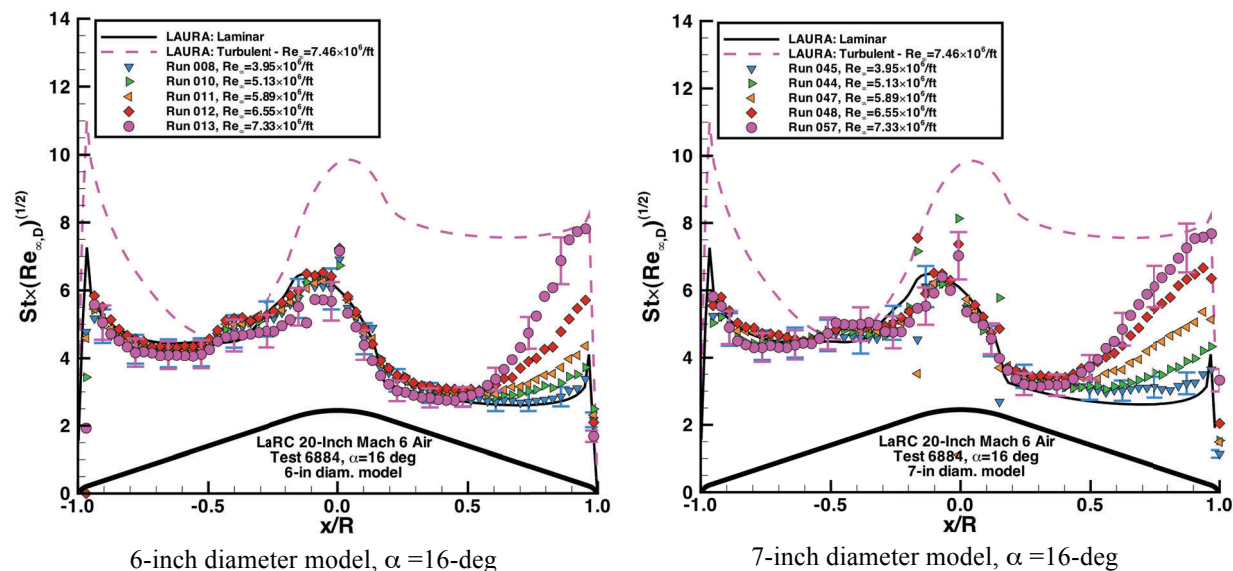 LAURA: Laminar
LAURA: Turbulent - Re∞=7.46×10⁶/ft
Run 008, Re∞=3.95×10⁶/ft
Run 010, Re∞=5.13×10⁶/ft
Run 011, Re∞=5.89×10⁶/ft
Run 012, Re∞=6.55×10⁶/ft
Run 013, Re∞=7.33×10⁶/ft
14
12
10
8
6
4
2
0
St×(Re∞,D)^(1/2)
LaRC 20-Inch Mach 6 Air
Test 6884, α=16 deg
6-in diam. model
-1.0 -0.5 0.0 0.5 1.0
x/R
6-inch diameter model, α =16-deg
LAURA: Laminar
LAURA: Turbulent - Re∞=7.46×10⁶/ft
Run 045, Re∞=3.95×10⁶/ft
Run 044, Re∞=5.13×10⁶/ft
Run 047, Re∞=5.89×10⁶/ft
Run 048, Re∞=6.55×10⁶/ft
Run 057, Re∞=7.33×10⁶/ft
14
12
10
8
6
4
2
0
St×(Re∞,D)^(1/2)
LaRC 20-Inch Mach 6 Air
Test 6884, α=16 deg
7-in diam. model
-1.0 -0.5 0.0 0.5 1.0
x/R
7-inch diameter model, α =16-deg